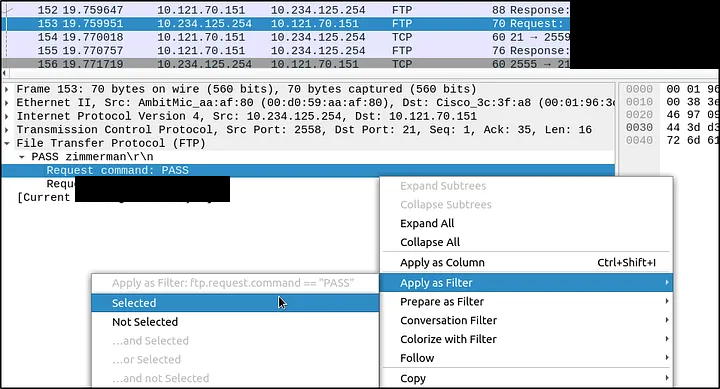 152 19.759647 10.121.70.151 10.234.125.254 FTP 88 Response:
153 19.759951 10.234.125.254 10.121.70.151 FTP 70 Request:
154 19.770018 10.121.70.151 10.234.125.254 TCP 60 21 → 2559
155 19.770757 10.121.70.151 10.234.125.254 FTP 76 Response:
156 19.771719 10.234.125.254 10.121.70.151 TCP 60 2555 → 21
Frame 153: 70 bytes on wire (560 bits), 70 bytes captured (560 bits)
Ethernet II, Src: AmbitMic_aa:af:80 (00:d0:59:aa:af:80), Dst: Cisco_3c:3f:a8 (00:01:96:3c
Internet Protocol Version 4, Src: 10.234.125.254, Dst: 10.121.70.151
Transmission Control Protocol, Src Port: 2558, Dst Port: 21, Seq: 1, Ack: 35, Len: 16
File Transfer Protocol (FTP)
PASS zimmerman\r\n
Request command: PASS
Requ
[Current
0000 00 01 96
0010 00 38 3e
0020 46 97 09
0030 44 3d d3
0040 72 6d 61
Expand Subtrees
Collapse Subtrees
Expand All
Collapse All
Apply as Column Ctrl+Shift+I
Apply as Filter
Prepare as Filter
Conversation Filter
Colorize with Filter
Follow
Copy
Apply as Filter: ftp.request.command == "PASS"
Selected
Not Selected
…and Selected
…or Selected
…and not Selected